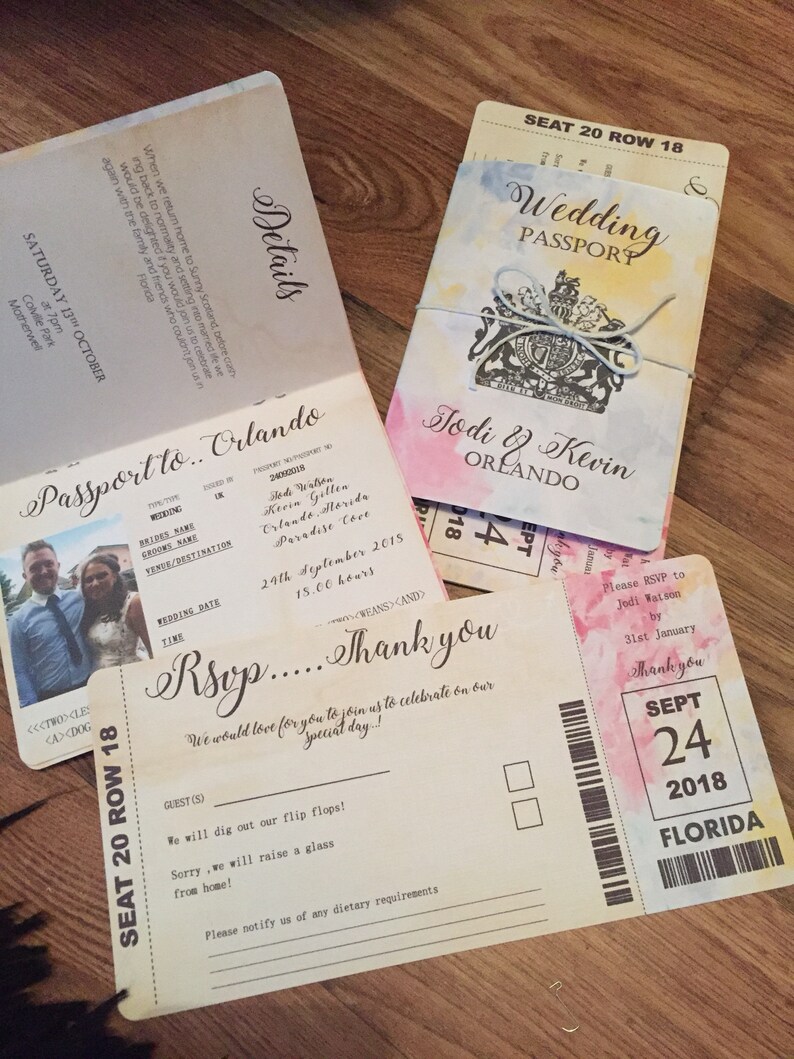 Details
When we return home to Sunny Scotland, before com-
ing back to normality and settling into married life we
would be delighted if you would join us to celebrate
again with the family and friends who couldn't join us in
Florida
SATURDAY 13TH OCTOBER
at 7pm
Colville Park
Motherwell
Passport to.. Orlando
TYPE/TYPE
ISSUED BY
PASSPORT NO/PASSPORT NO
WEDDING
UK
24092018
BRIDES NAME
Jodi Watson
GROOMS NAME
Kevin Gillen
VENUE/DESTINATION
Orlando, Florida
Paradise Cove
WEDDING DATE
24th September 2018
TIME
18.00 hours
<TWO><WEANS><AND>
<<<TWO><LES
<A><DOG
SEAT 20 ROW 18
Wedding
PASSPORT
DIEU ET MON DROIT
Jodi & Kevin
ORLANDO
2018
24
SEPT
Rsvp.....Thank you
We would love for you to join us to celebrate on our
special day..!
GUEST(S)
We will dig out our flip flops!
Sorry ,we will raise a glass
from home!
Please notify us of any dietary requirements
SEAT 20 ROW 18
Please RSVP to
Jodi Watson
by
31st January
Thank you
SEPT
24
2018
FLORIDA